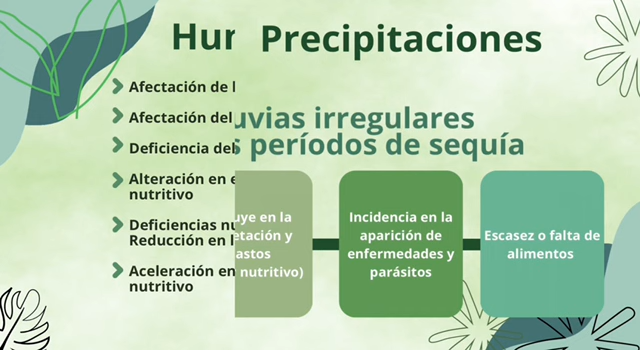 Hur
Afectación de l
Afectación del
Deficiencia del
Alteración en e
nutritivo
Deficiencias nu
Reducción en l
Aceleración en
nutritivo
Precipitaciones
uvias irregulares
s períodos de sequía
uye en la
etación y
astos
nutritivo)
Incidencia en la
aparición de
enfermedades y
parásitos
Escasez o falta de
alimentos